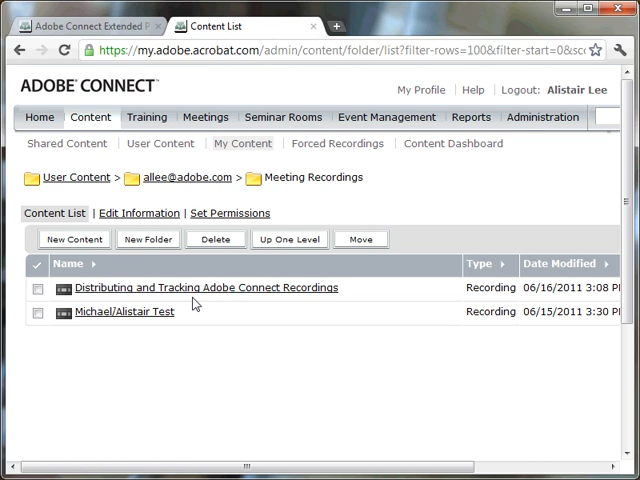 Adobe Connect Extended P
Content List
https://my.adobe.acrobat.com/admin/content/folder/list?filter-rows=100&filter-start=0&sco
ADOBE® CONNECT™
My Profile | Help | Logout: Alistair Lee
Home Content Training Meetings Seminar Rooms Event Management Reports Administration
Shared Content | User Content | My Content | Forced Recordings | Content Dashboard
User Content > allee@adobe.com > Meeting Recordings
Content List | Edit Information | Set Permissions
New Content New Folder Delete Up One Level Move
Name Type Date Modified
Distributing and Tracking Adobe Connect Recordings Recording 06/16/2011 3:08 P
Michael/Alistair Test Recording 06/15/2011 3:30 P